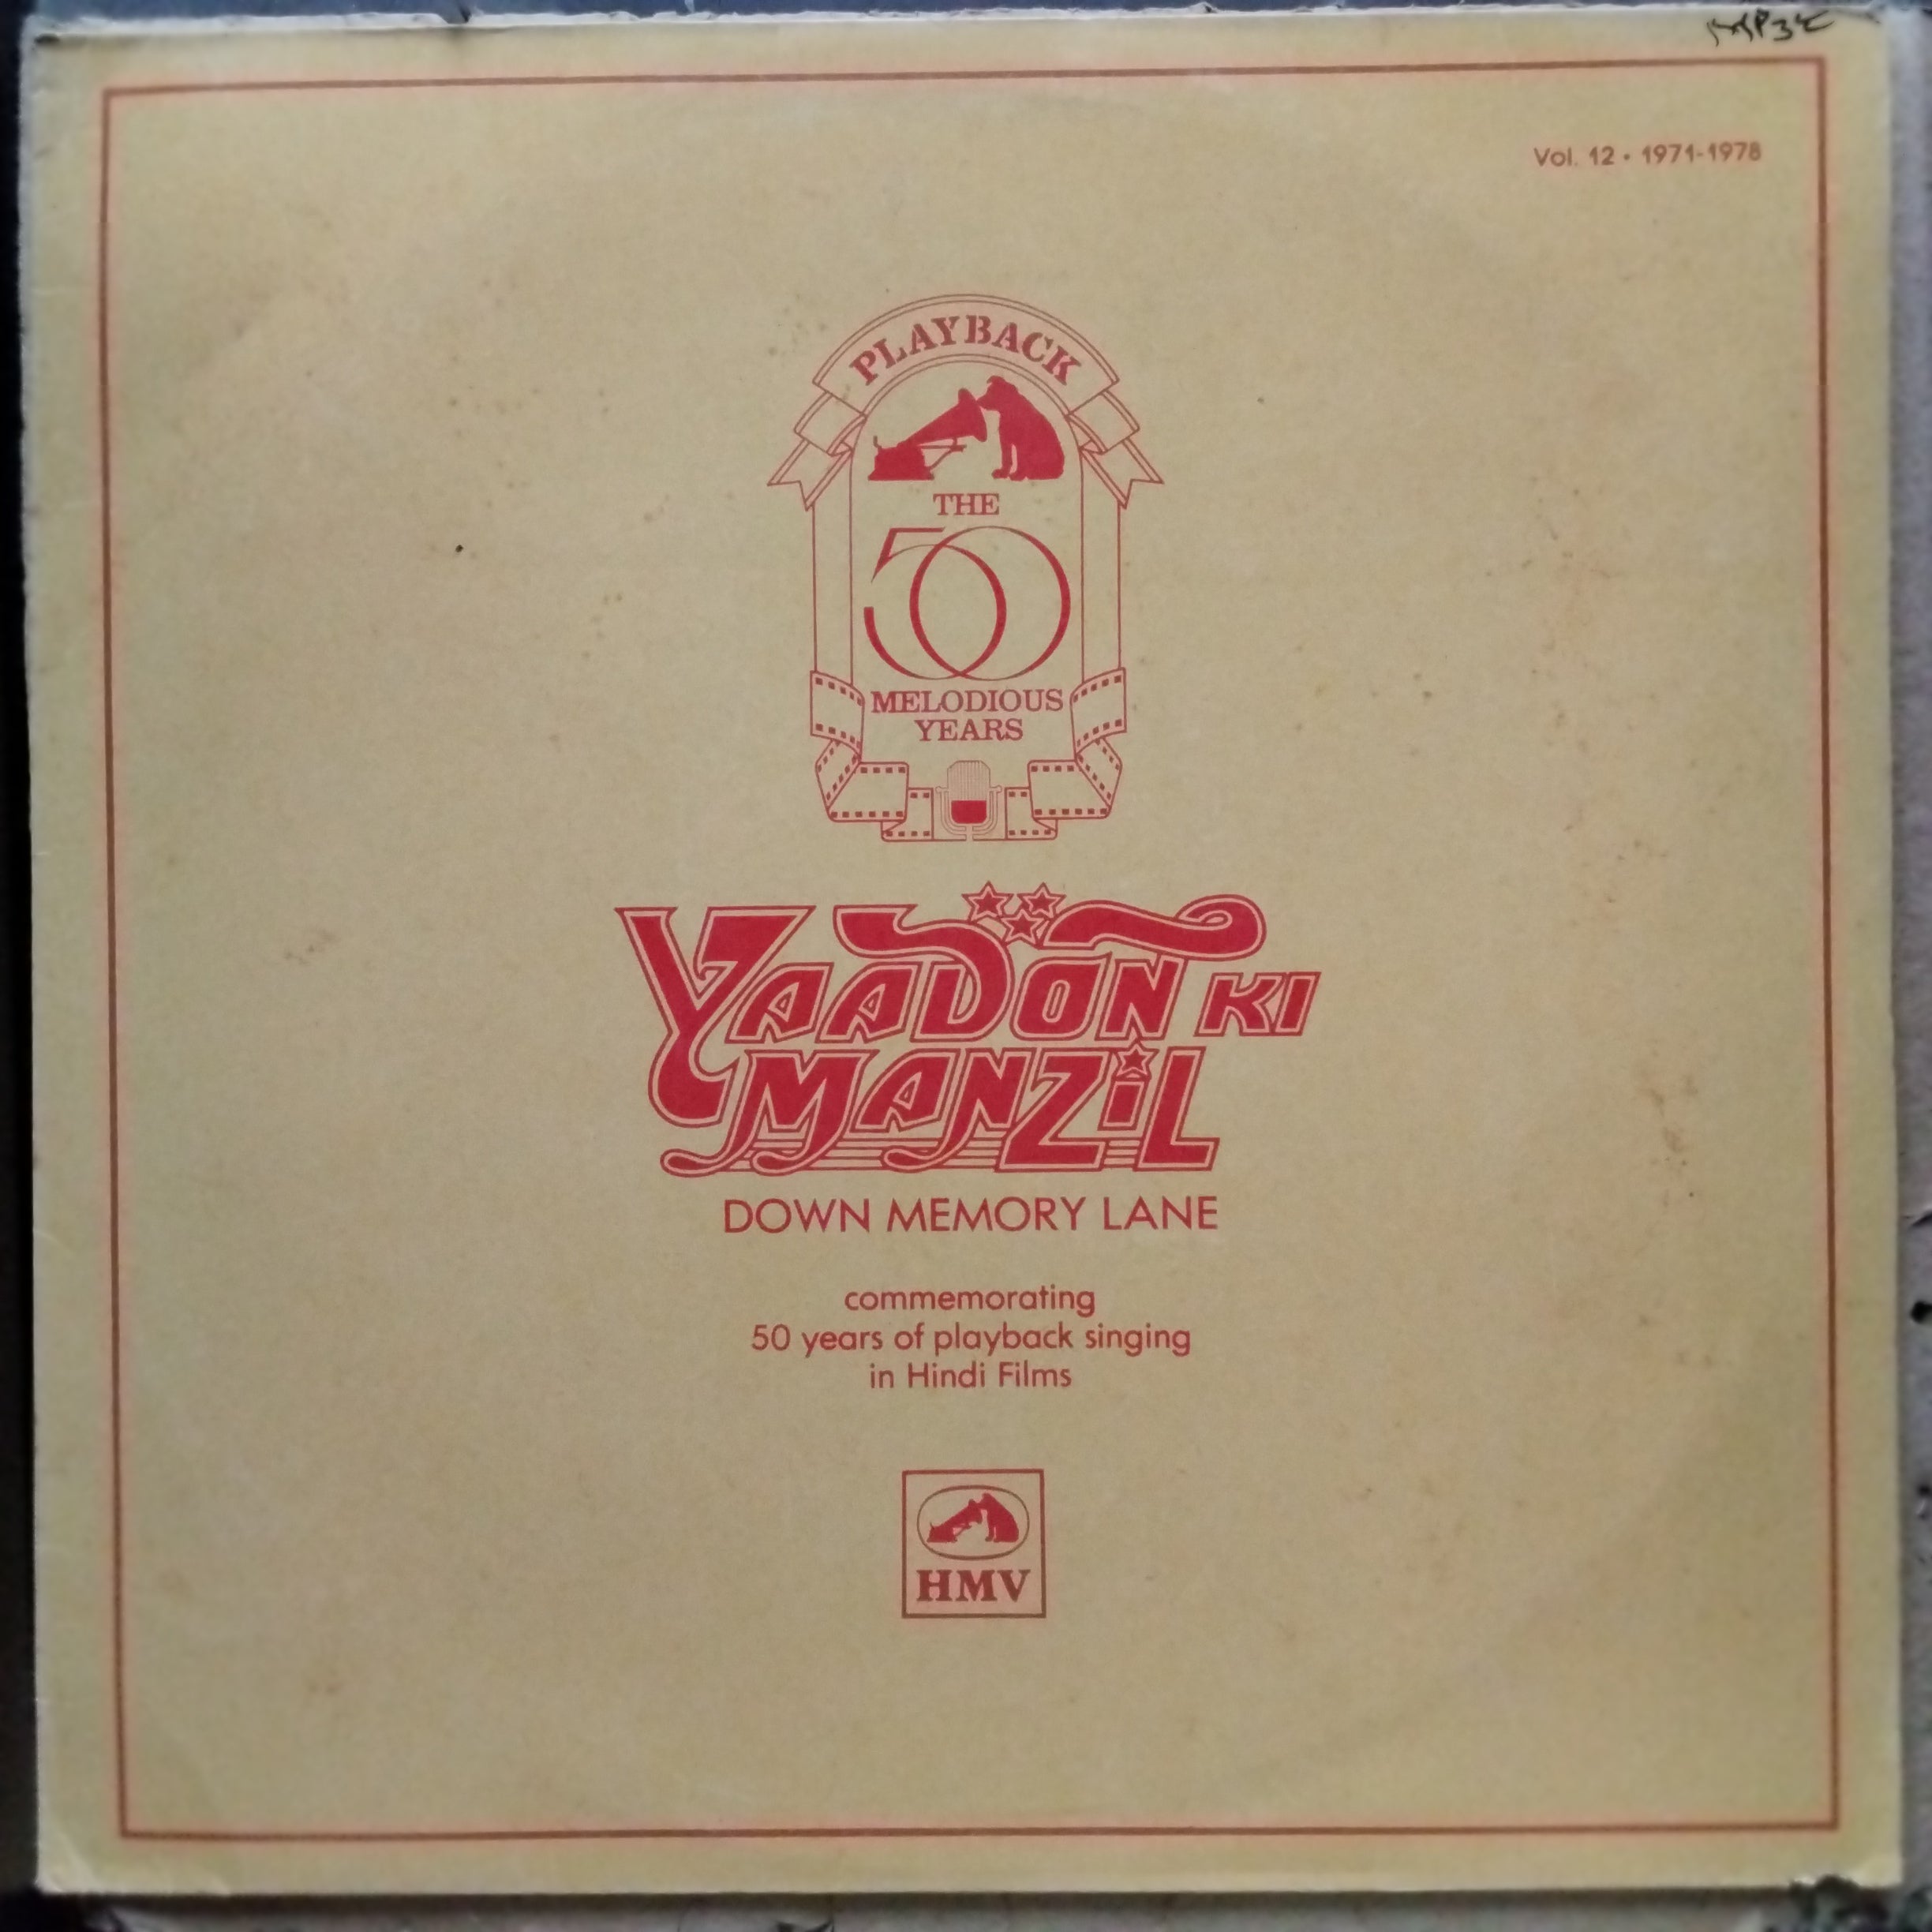 Vol. 12 • 1971-1978
PLAYBACK
THE
50
MELODIOUS
YEARS
YAADON KI
MANZiL
DOWN MEMORY LANE
commemorating
50 years of playback singing
in Hindi Films
HMV